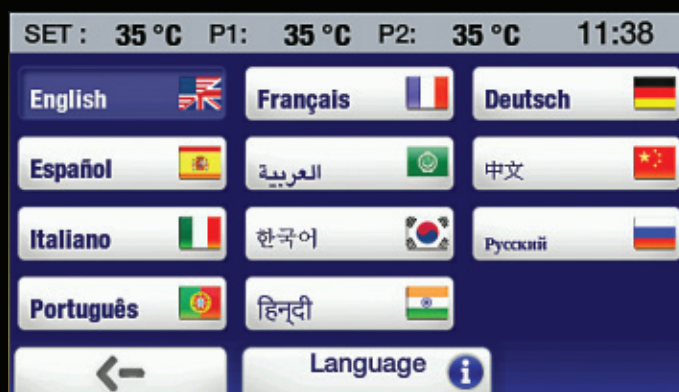 SET : 35 °C P1: 35 °C P2: 35 °C 11:38
English Français Deutsch
Español العربية 中文
Italiano 한국어 Русский
Português हिन्दी
Language i